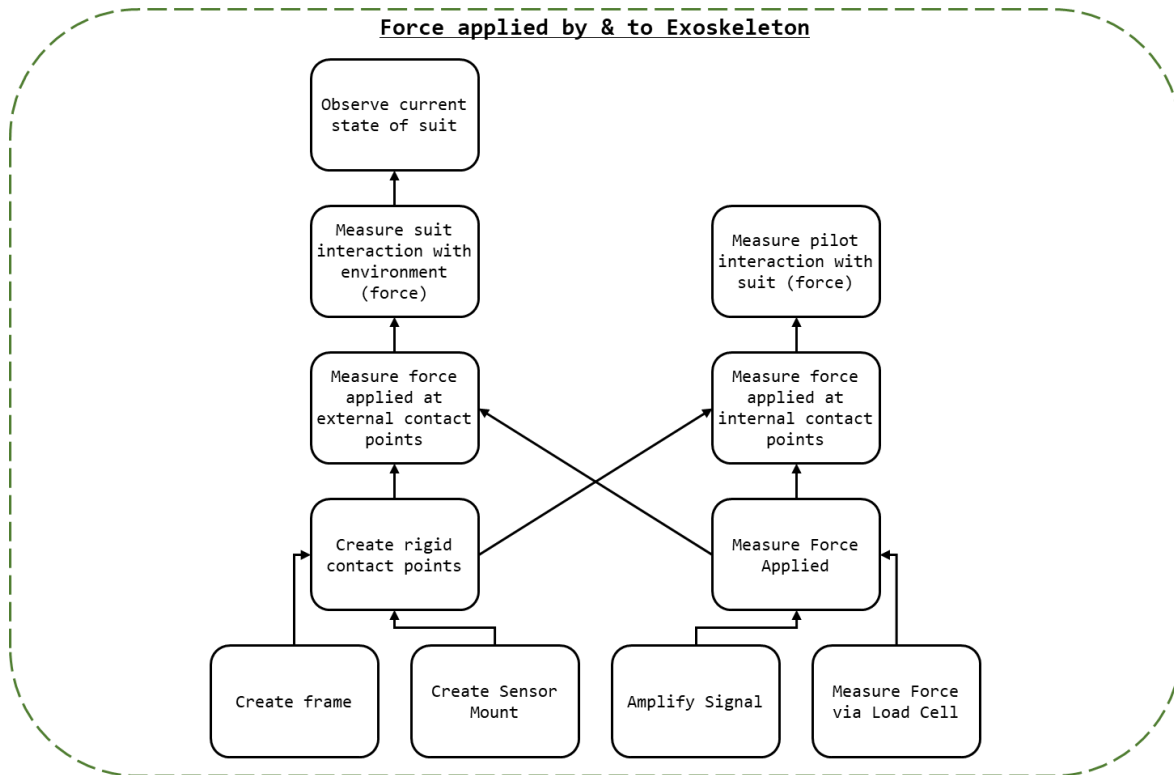 Force applied by & to Exoskeleton
Observe current
state of suit
Measure suit
interaction with
environment
(force)
Measure pilot
interaction with
suit (force)
Measure force
applied at
external contact
points
Measure force
applied at
internal contact
points
Create rigid
contact points
Measure Force
Applied
Create frame
Create Sensor
Mount
Amplify Signal
Measure Force
via Load Cell